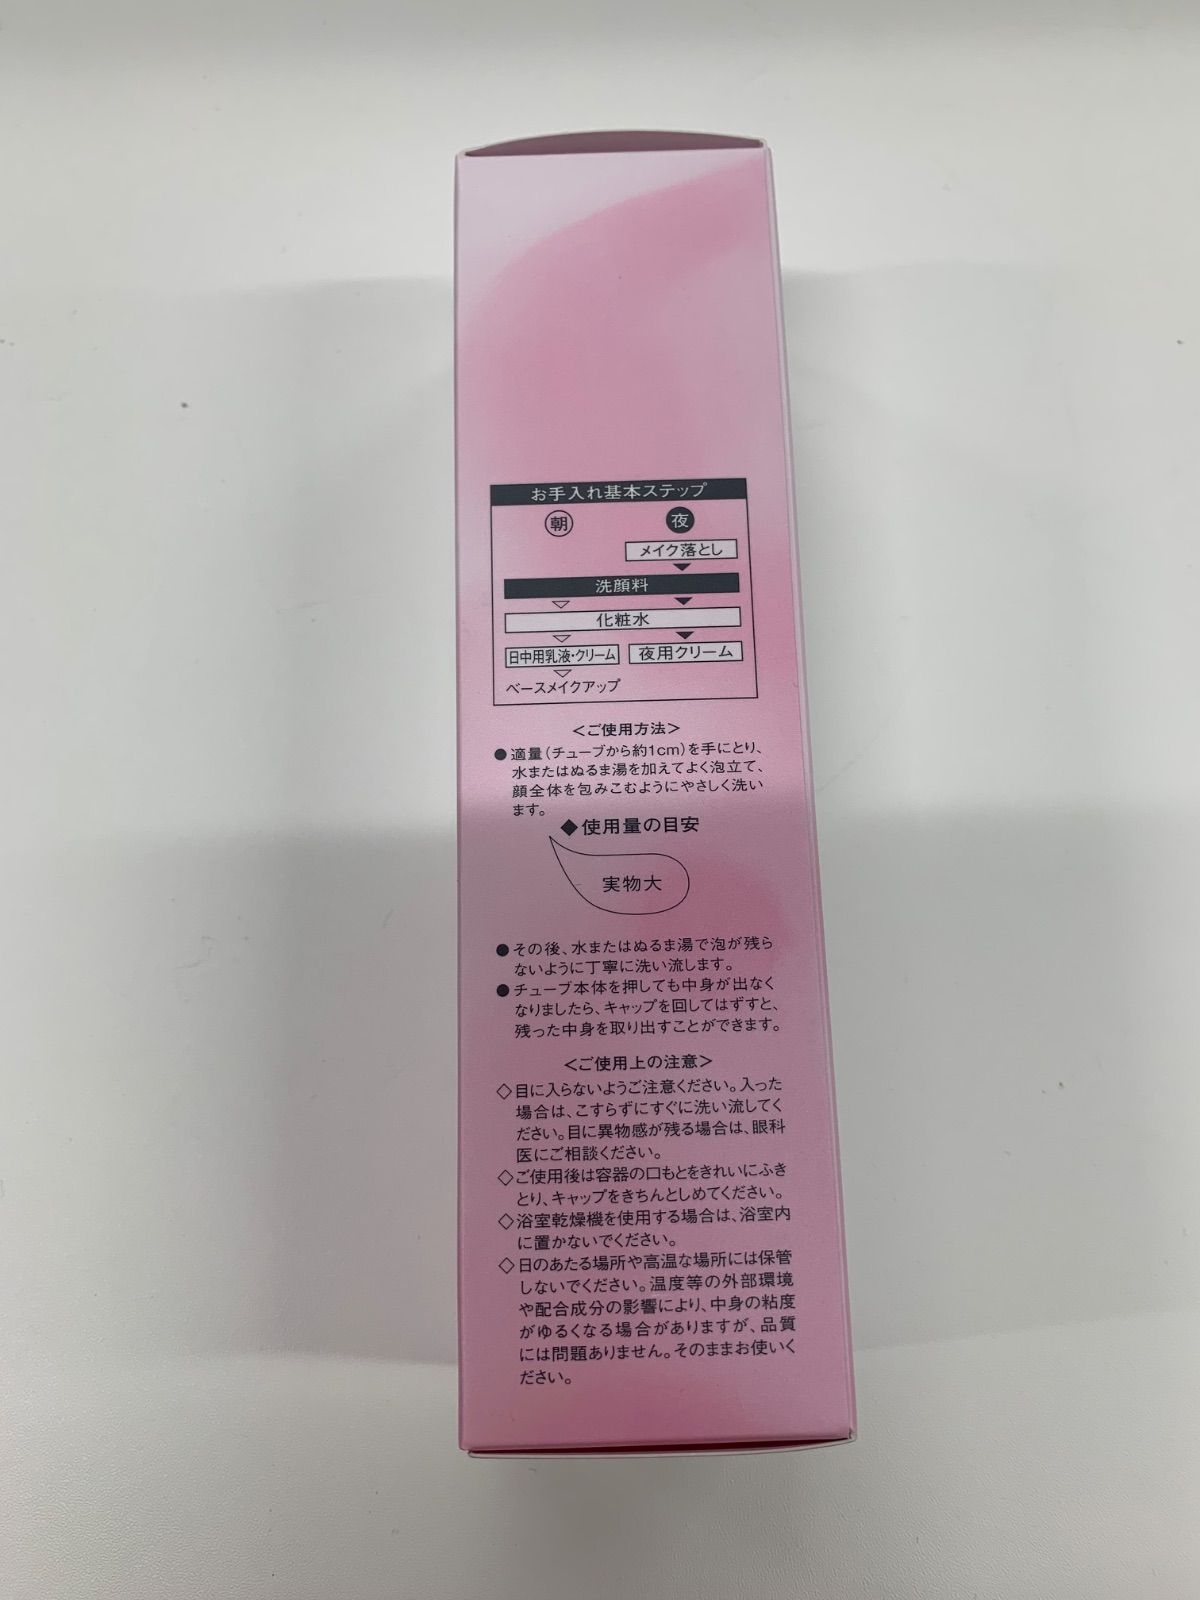 お手入れ基本ステップ
朝 夜
メイク落とし
洗顔料
化粧水
日中用乳液・クリーム 夜用クリーム
ベースメイクアップ
＜ご使用方法＞
●適量（チューブから約1cm）を手にとり、
水またはぬるま湯を加えてよく泡立て、
顔全体を包みこむようにやさしく洗い
ます。
◆使用量の目安
実物大
●その後、水またはぬるま湯で泡が残ら
ないように丁寧に洗い流します。
●チューブ本体を押しても中身が出なく
なりましたら、キャップを回してはずすと、
残った中身を取り出すことができます。
＜ご使用上の注意＞
◇目に入らないようご注意ください。入った
場合は、こすらずにすぐに洗い流してく
ださい。目に異物感が残る場合は、眼科
医にご相談ください。
◇ご使用後は容器の口もとをきれいにふき
とり、キャップをきちんとしめてください。
◇浴室乾燥機を使用する場合は、浴室内
に置かないでください。
◇日のあたる場所や高温な場所には保管
しないでください。温度等の外部環境
や配合成分の影響により、中身の粘度
がゆるくなる場合がありますが、品質
には問題ありません。そのままお使いく
ださい。